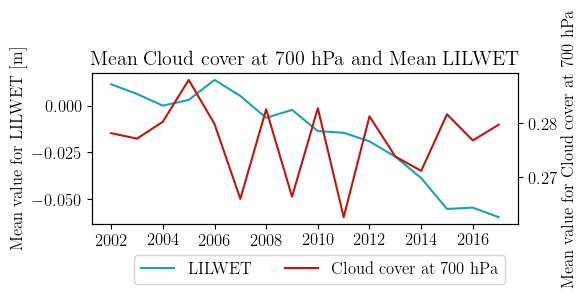 Mean Cloud cover at 700 hPa and Mean LILWET
Mean value for LILWET [m]
0.000
−0.025
−0.050
0.28
0.27
Mean value for Cloud cover at 700 hPa
2002 2004 2006 2008 2010 2012 2014 2016
LILWET Cloud cover at 700 hPa